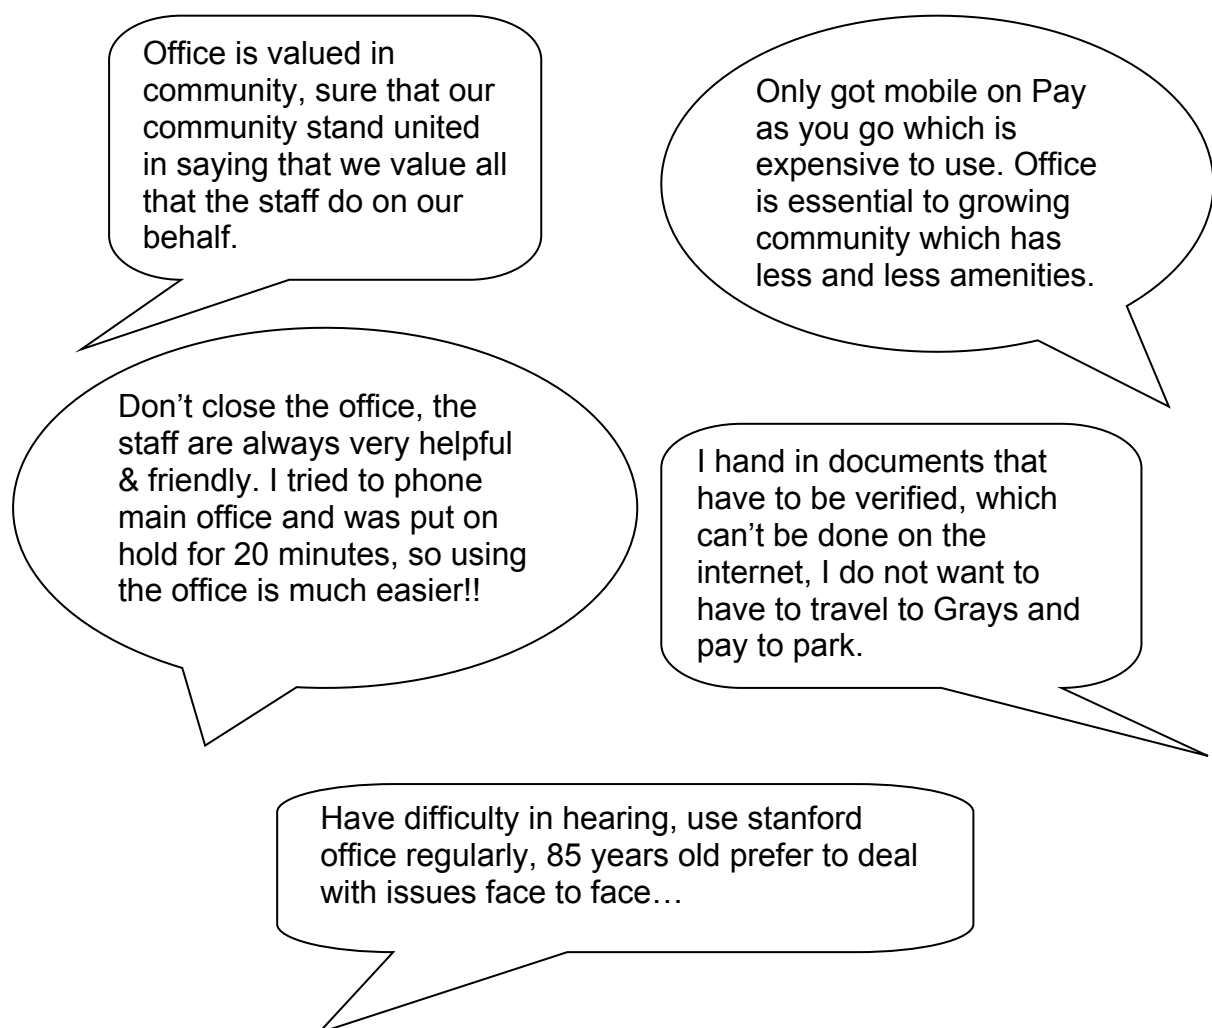 Office is valued in
community, sure that our
community stand united
in saying that we value all
that the staff do on our
behalf.
Only got mobile on Pay
as you go which is
expensive to use. Office
is essential to growing
community which has
less and less amenities.
Don’t close the office, the
staff are always very helpful
& friendly. I tried to phone
main office and was put on
hold for 20 minutes, so using
the office is much easier!!
I hand in documents that
have to be verified, which
can’t be done on the
internet, I do not want to
have to travel to Grays and
pay to park.
Have difficulty in hearing, use stanford
office regularly, 85 years old prefer to deal
with issues face to face…